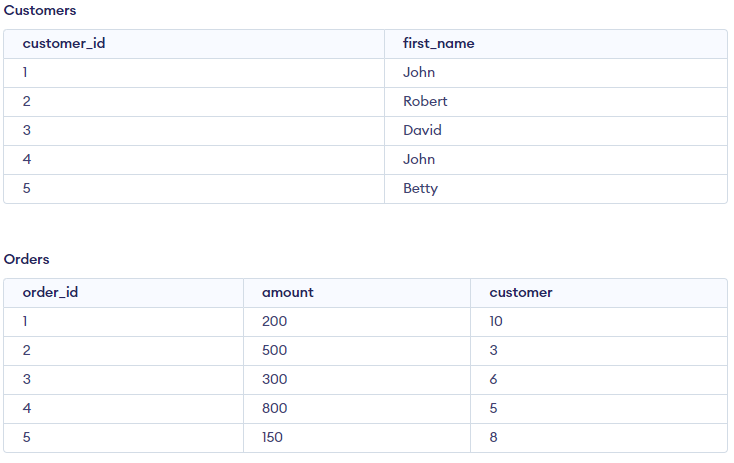 Customers
customer_id first_name
1 John
2 Robert
3 David
4 John
5 Betty
Orders
order_id amount customer
1 200 10
2 500 3
3 300 6
4 800 5
5 150 8